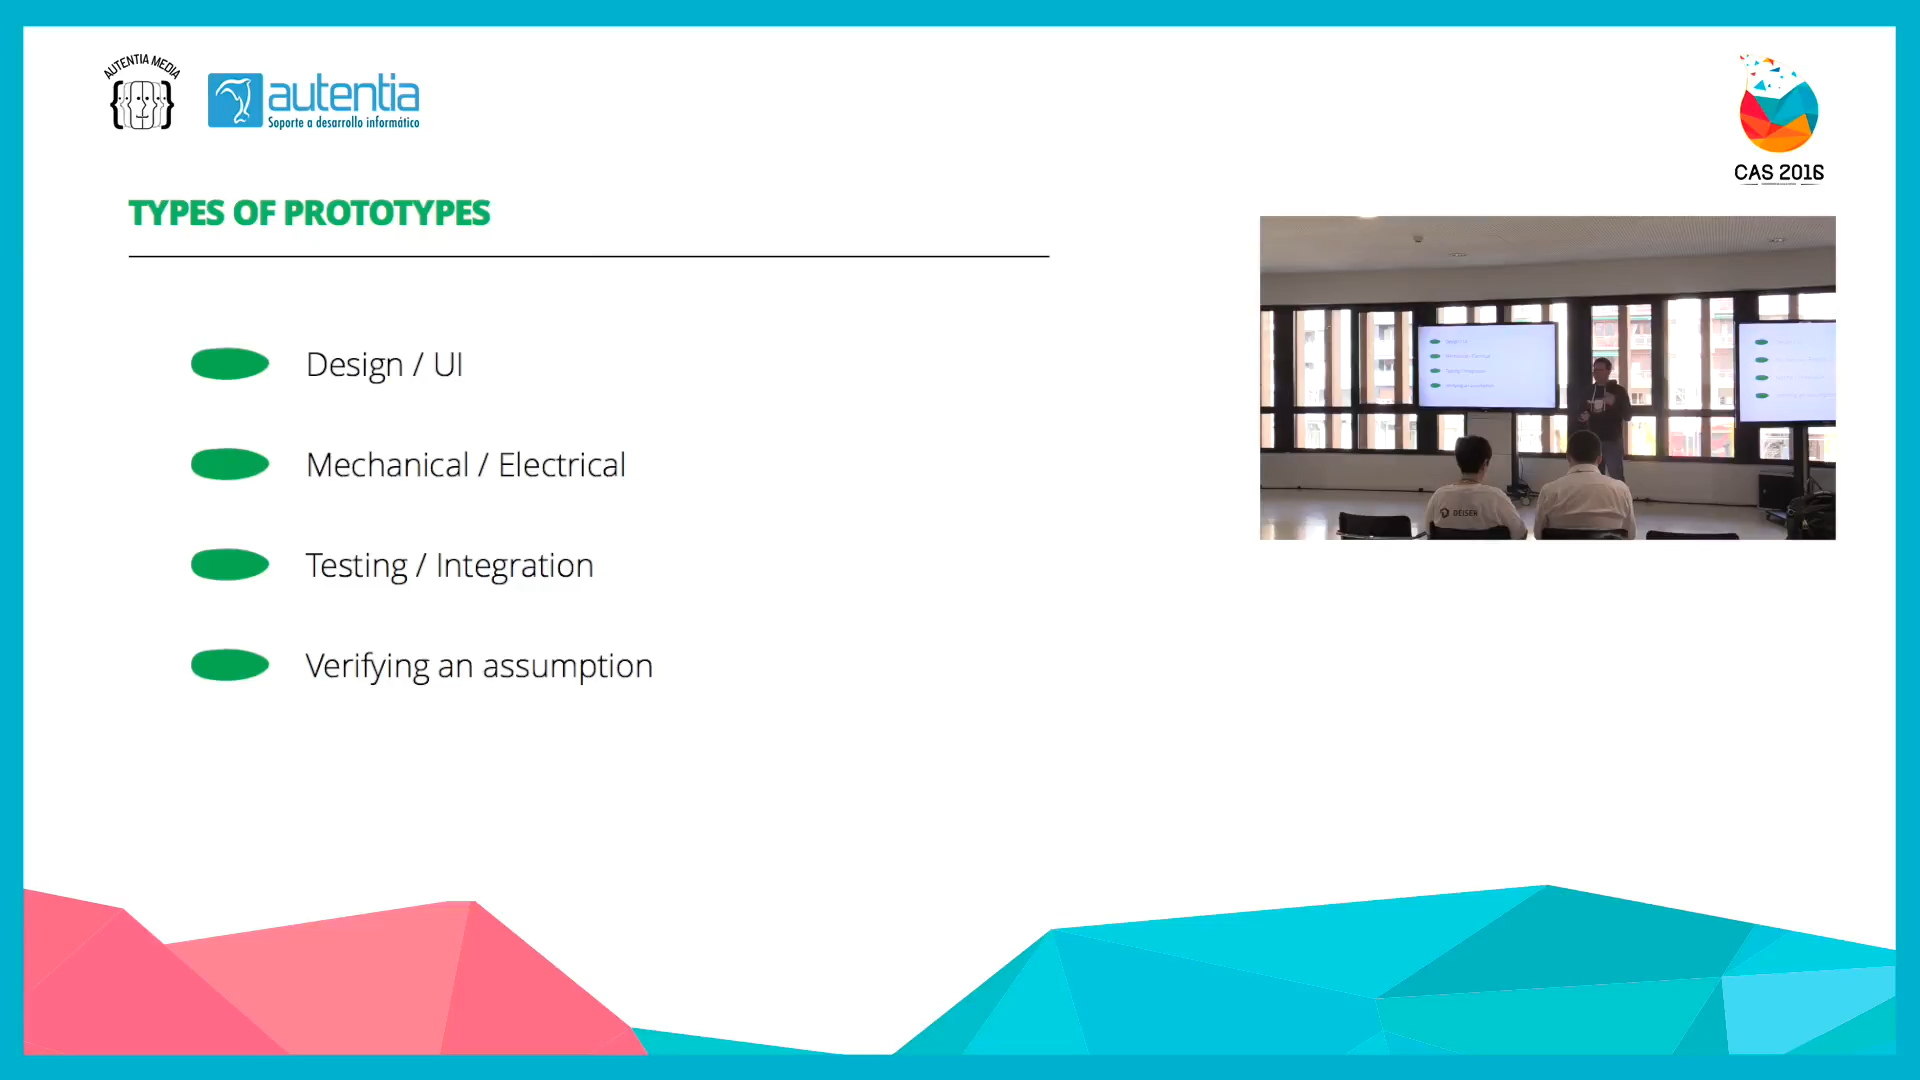 AUTENTIA MEDIA
autentia
Soporte a desarrollo informático
CAS 2016
TYPES OF PROTOTYPES
Design / UI
Mechanical / Electrical
Testing / Integration
Verifying an assumption